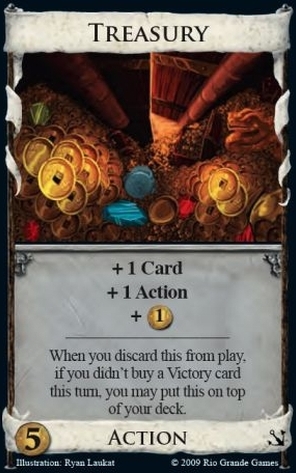 TREASURY
+1 Card
+1 Action
+ 1
When you discard this from play,
if you didn't buy a Victory card
this turn, you may put this on top
of your deck.
5 ACTION
Illustration: Ryan Laukat © 2009 Rio Grande Games